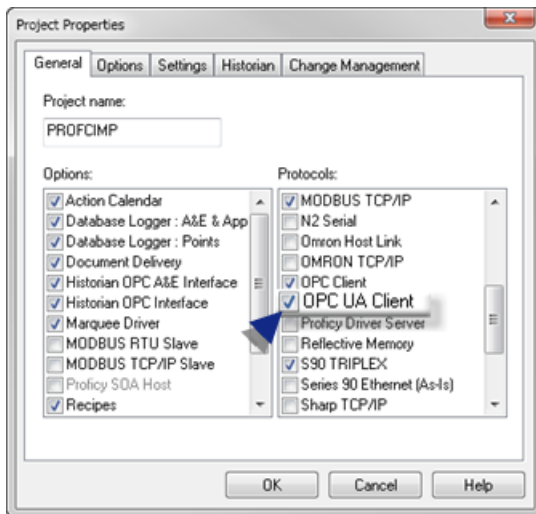 Project Properties
General Options Settings Historian Change Management
Project name:
PROFCIMP
Options:
Action Calendar
Database Logger : A&E & App
Database Logger : Points
Document Delivery
Historian OPC A&E Interface
Historian OPC Interface
Marquee Driver
MODBUS RTU Slave
MODBUS TCP/IP Slave
Proficy SOA Host
Recipes
Protocols:
MODBUS TCP/IP
N2 Serial
Omron Host Link
OMRON TCP/IP
OPC Client
OPC UA Client
Proficy Driver Server
Reflective Memory
S90 TRIPLEX
Series 90 Ethernet (As-Is)
Sharp TCP/IP
OK Cancel Help